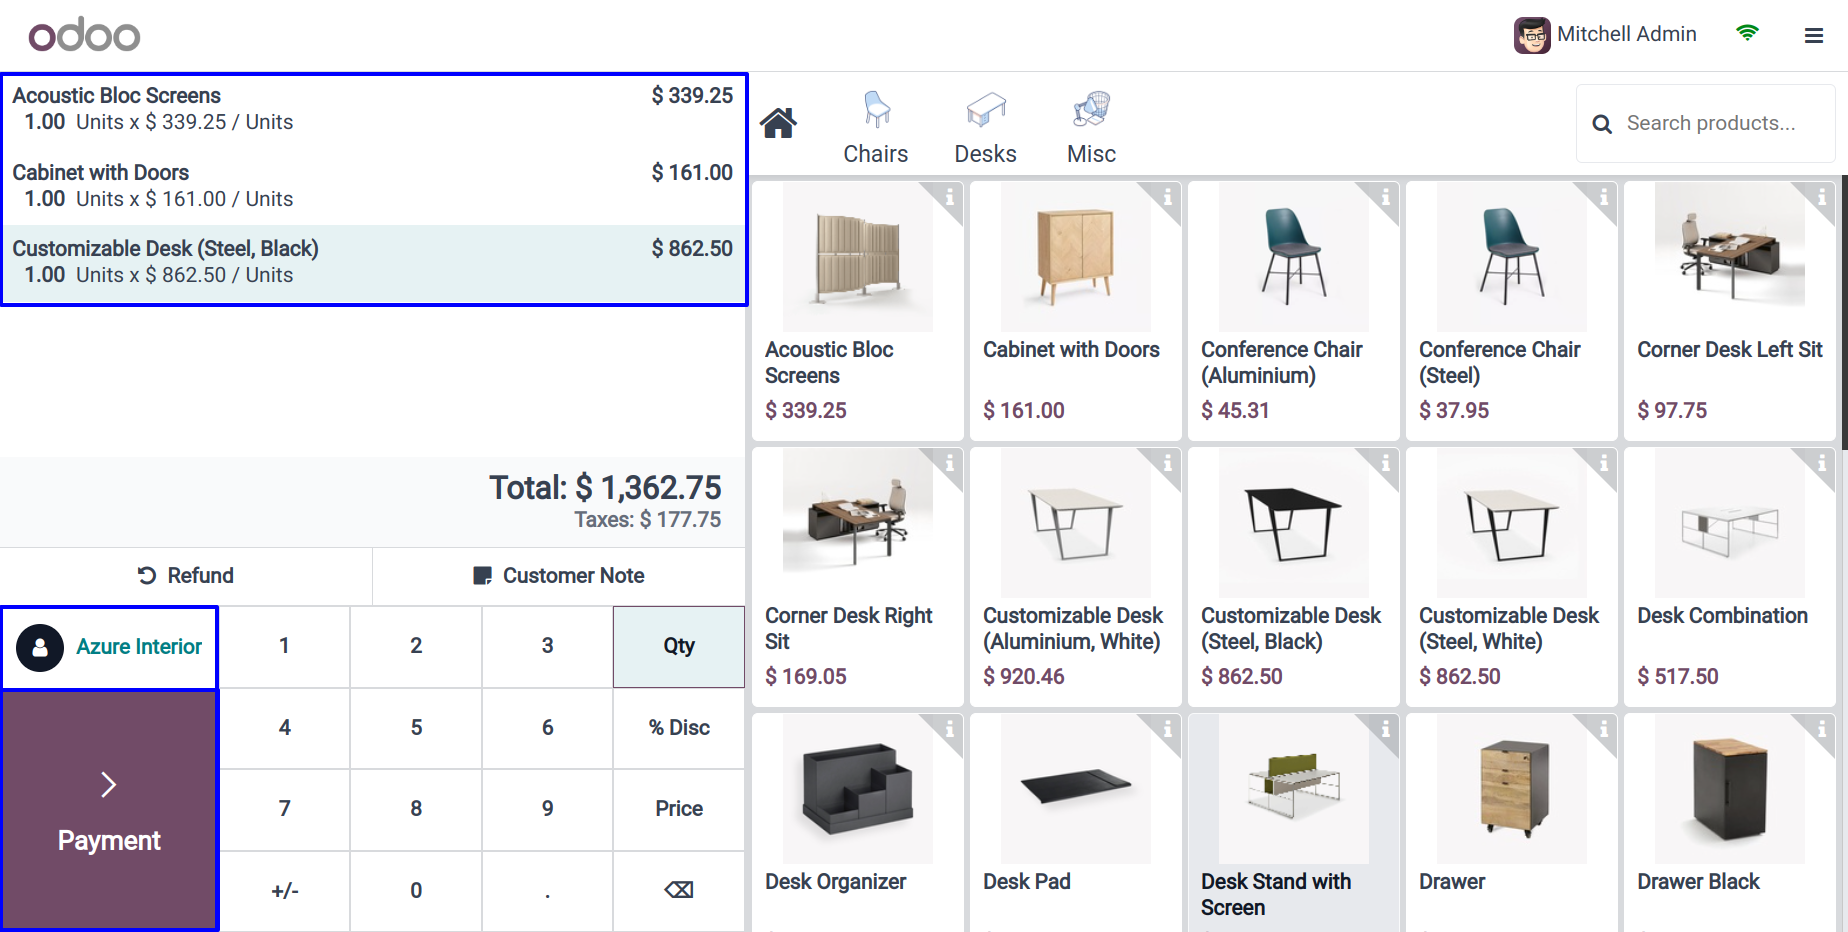 odoo
Mitchell Admin
Acoustic Bloc Screens $ 339.25
1.00 Units x $ 339.25 / Units
Cabinet with Doors $ 161.00
1.00 Units x $ 161.00 / Units
Customizable Desk (Steel, Black) $ 862.50
1.00 Units x $ 862.50 / Units
Total: $ 1,362.75
Taxes: $ 177.75
Refund Customer Note
Azure Interior 1 2 3 Qty
4 5 6 % Disc
Payment 7 8 9 Price
+/- 0 .
Chairs Desks Misc
Search products...
Acoustic Bloc
Screens
$ 339.25
Cabinet with Doors
$ 161.00
Conference Chair
(Aluminium)
$ 45.31
Conference Chair
(Steel)
$ 37.95
Corner Desk Left Sit
$ 97.75
Corner Desk Right
Sit
$ 169.05
Customizable Desk
(Aluminium, White)
$ 920.46
Customizable Desk
(Steel, Black)
$ 862.50
Customizable Desk
(Steel, White)
$ 862.50
Desk Combination
$ 517.50
Desk Organizer
Desk Pad
Desk Stand with
Screen
Drawer
Drawer Black